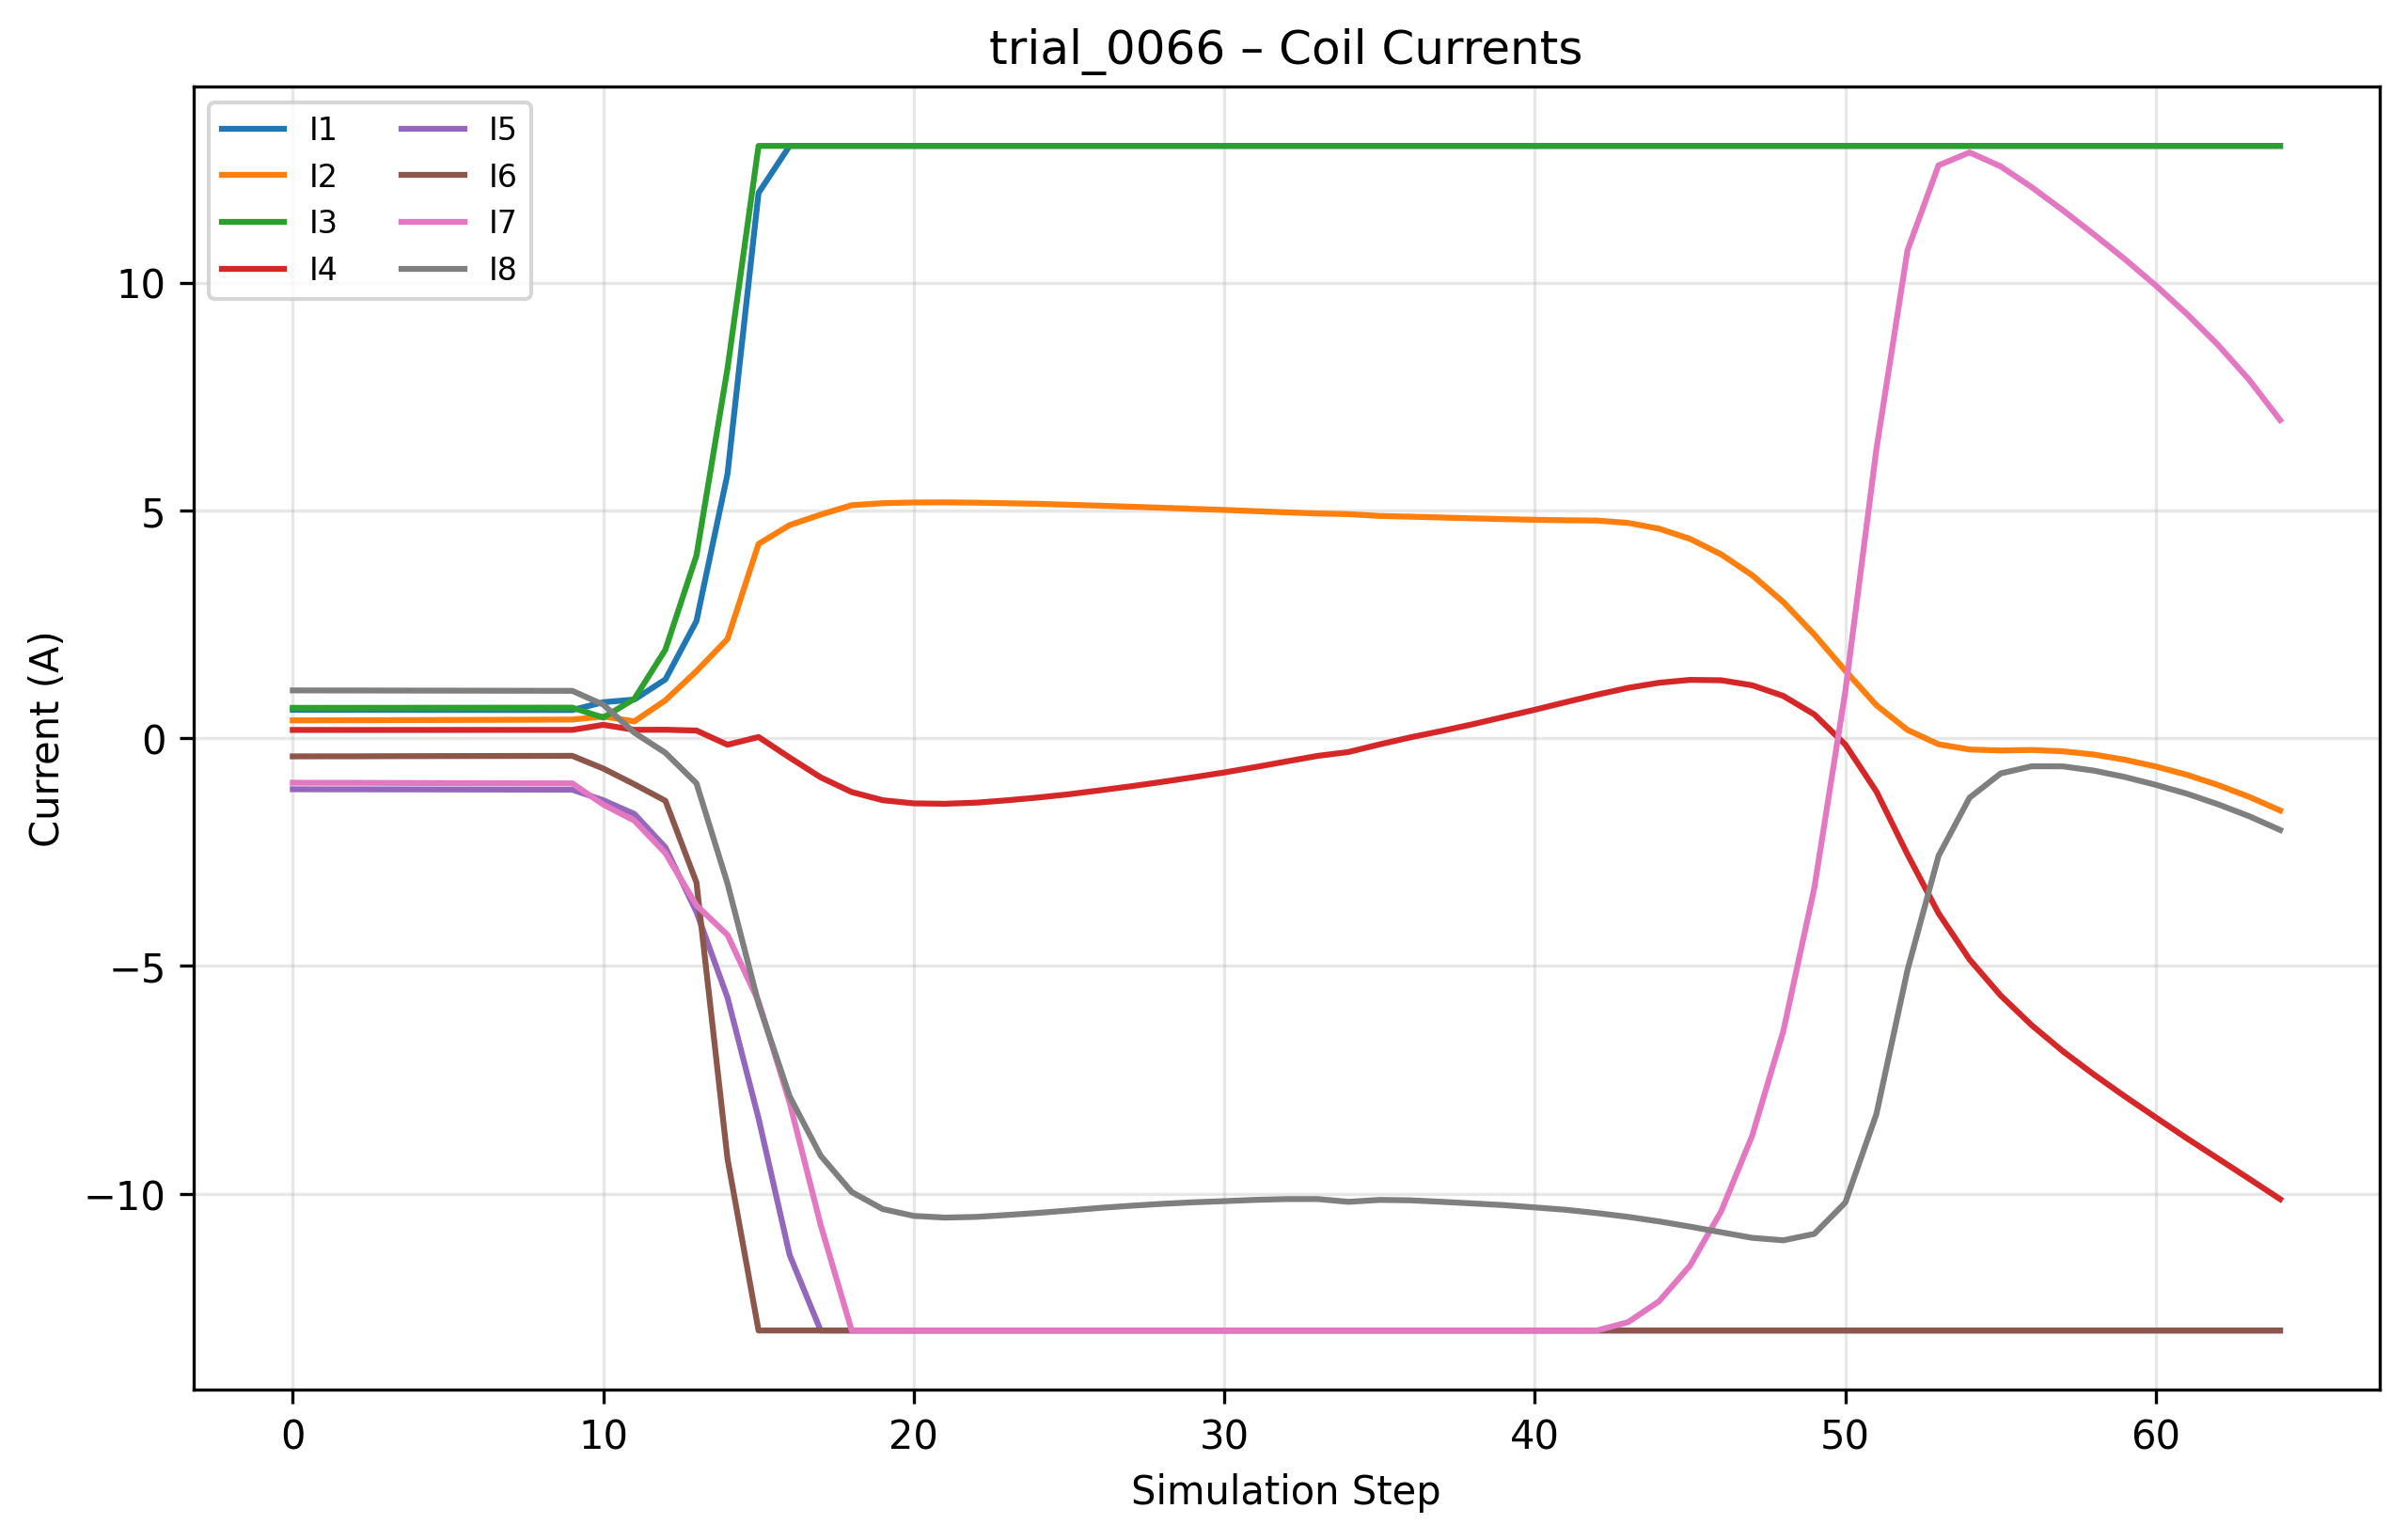 trial_0066 – Coil Currents
I1 I5
I2 I6
I3 I7
I4 I8
10
5
0
−5
−10
Current (A)
0 10 20 30 40 50 60
Simulation Step